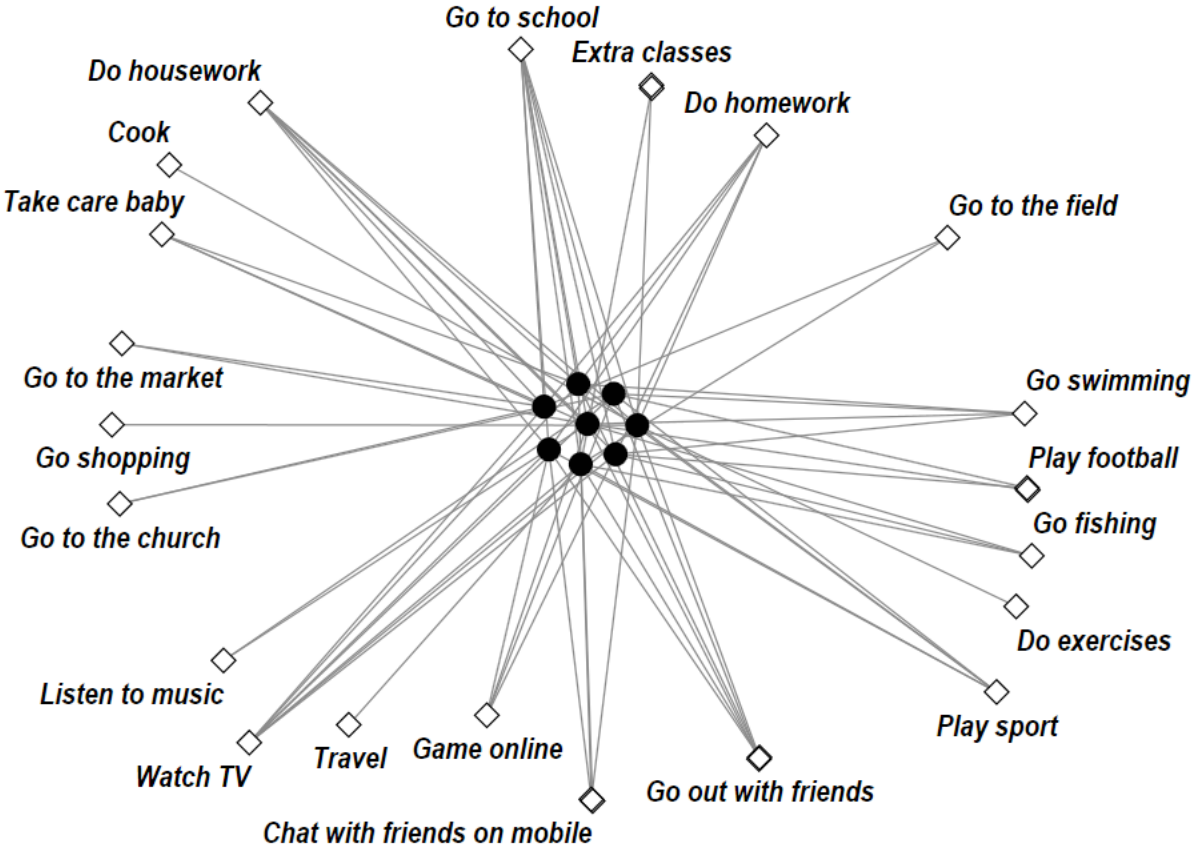 Go to school
Extra classes
Do housework
Do homework
Cook
Take care baby
Go to the field
Go to the market
Go swimming
Go shopping
Play football
Go to the church
Go fishing
Do exercises
Listen to music
Play sport
Watch TV
Travel
Game online
Go out with friends
Chat with friends on mobile